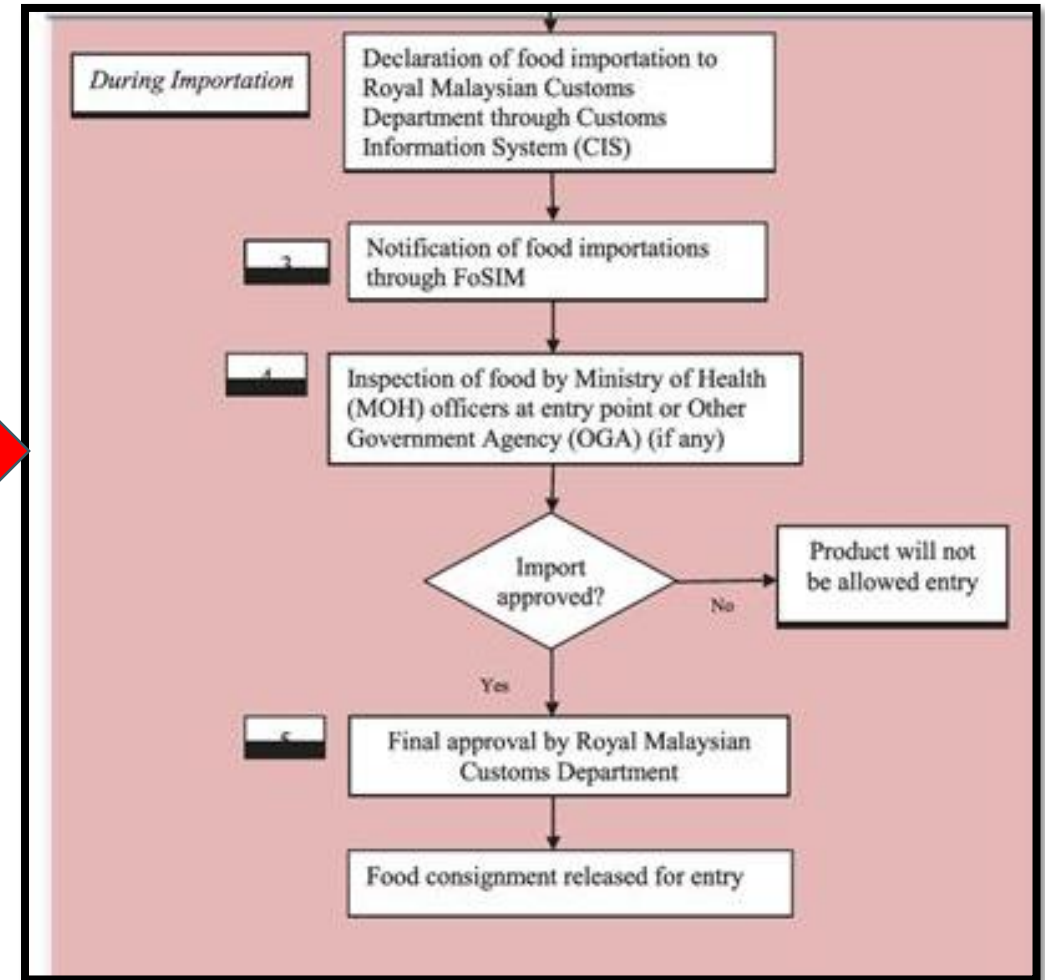 During Importation
Declaration of food importation to
Royal Malaysian Customs
Department through Customs
Information System (CIS)
3
Notification of food importations
through FoSIM
4
Inspection of food by Ministry of Health
(MOH) officers at entry point or Other
Government Agency (OGA) (if any)
Import
approved?
No
Product will not
be allowed entry
Yes
5
Final approval by Royal Malaysian
Customs Department
Food consignment released for entry